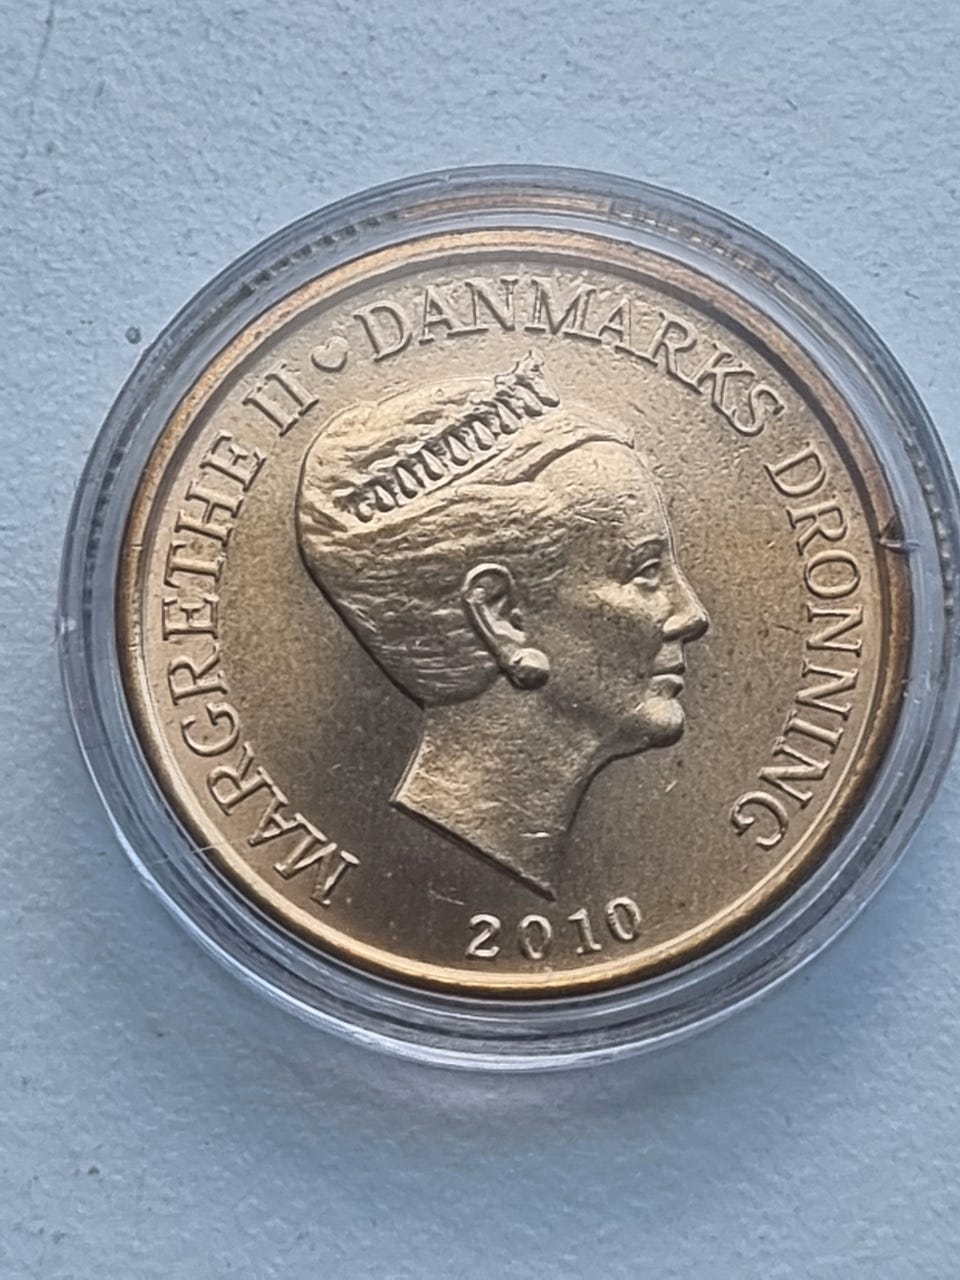 MARGRETHE II ♥ DANMARKS DRONNING
2010